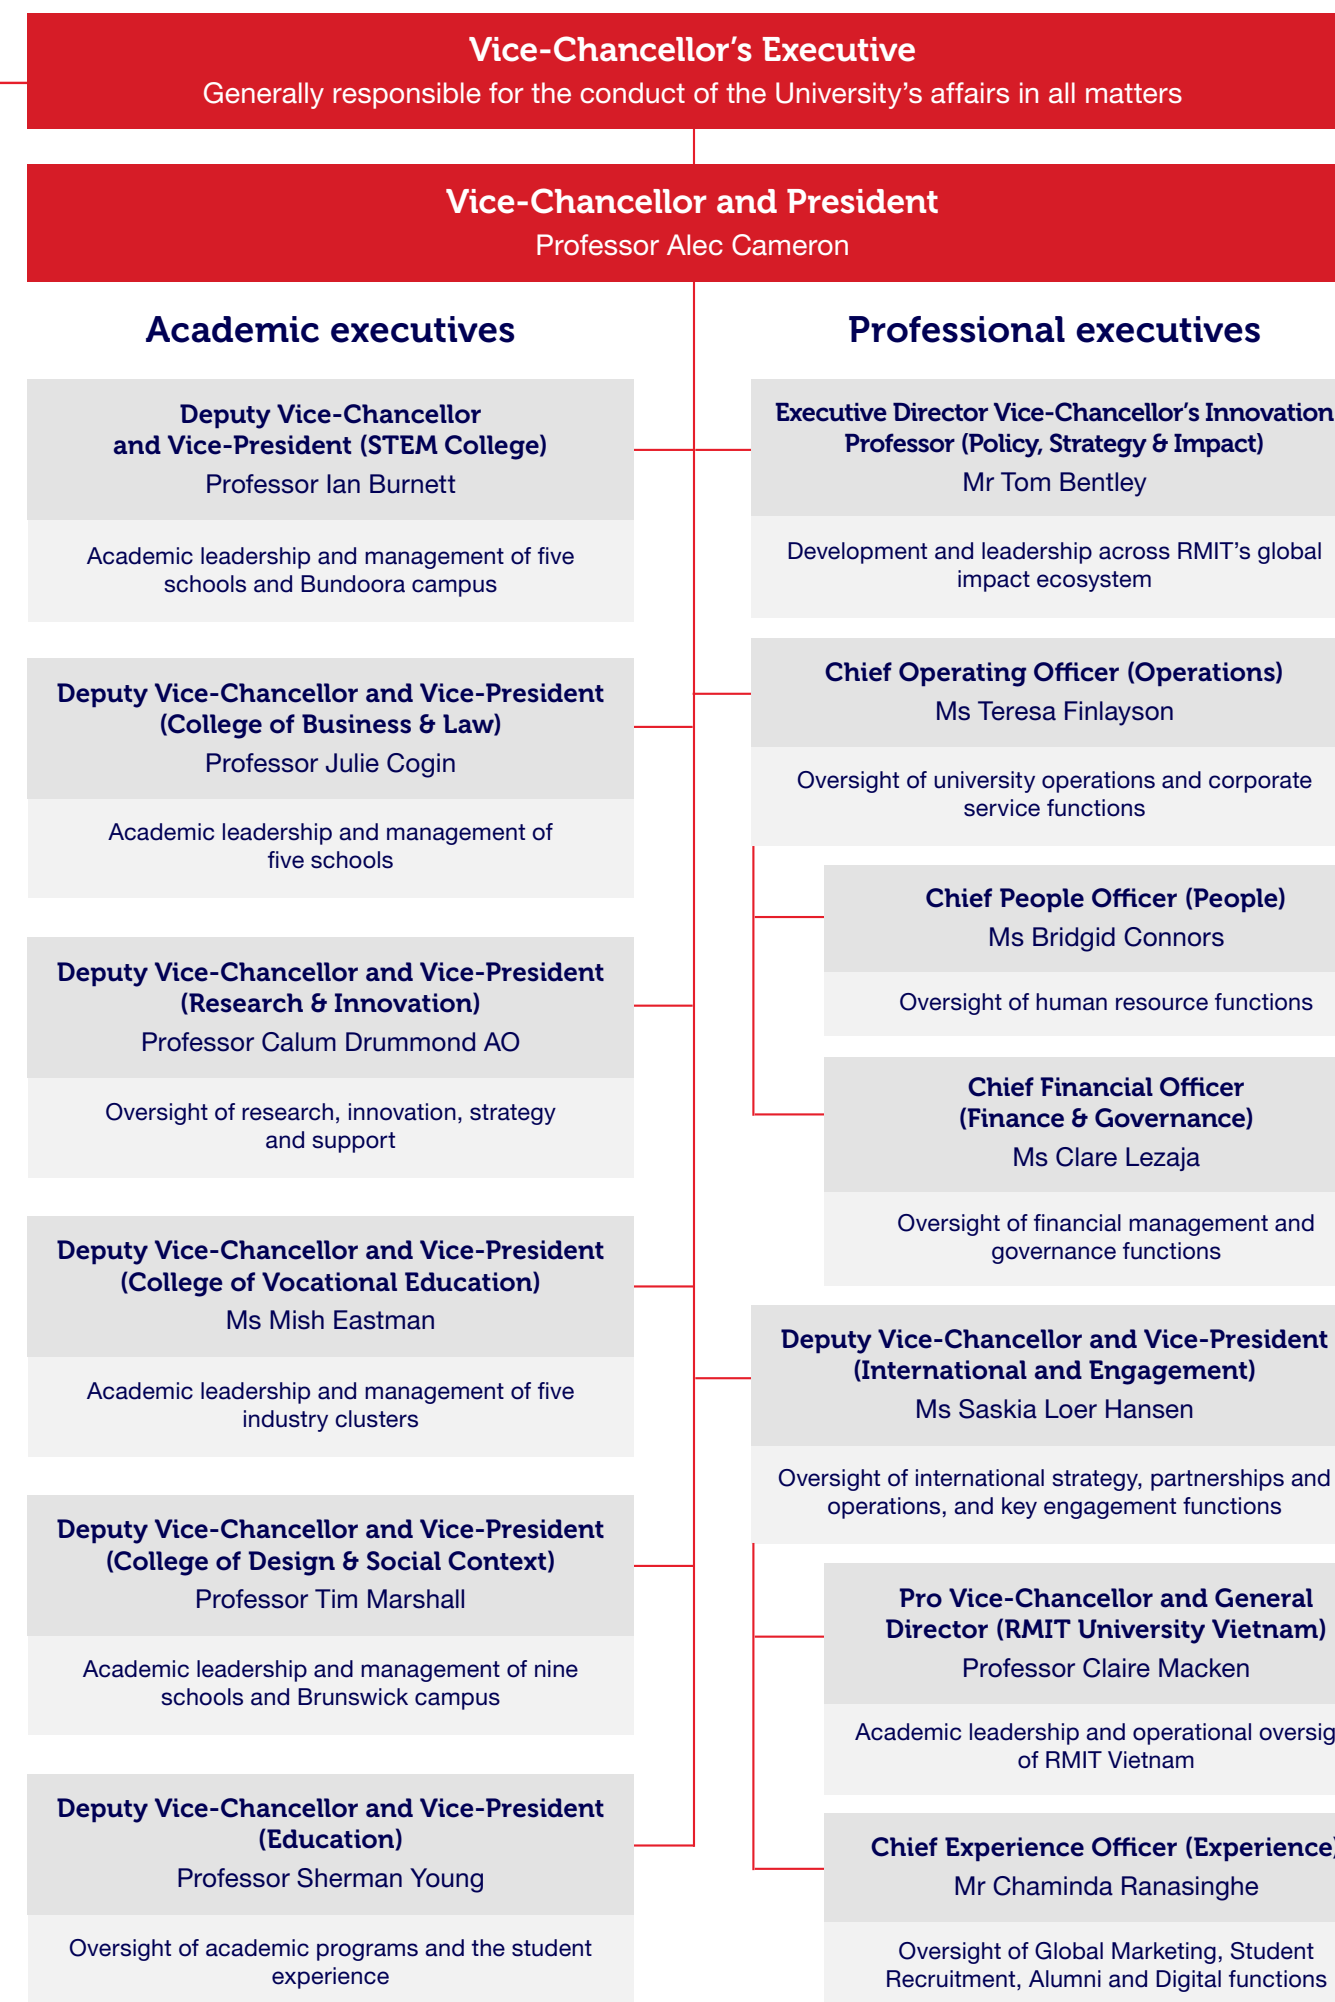 Vice-Chancellor's Executive
Generally responsible for the conduct of the University's affairs in all matters
Vice-Chancellor and President
Professor Alec Cameron
Academic executives
Deputy Vice-Chancellor
and Vice-President (STEM College)
Professor Ian Burnett
Academic leadership and management of five
schools and Bundoora campus
Deputy Vice-Chancellor and Vice-President
(College of Business & Law)
Professor Julie Cogin
Academic leadership and management of
five schools
Deputy Vice-Chancellor and Vice-President
(Research & Innovation)
Professor Calum Drummond AO
Oversight of research, innovation, strategy
and support
Deputy Vice-Chancellor and Vice-President
(College of Vocational Education)
Ms Mish Eastman
Academic leadership and management of five
industry clusters
Deputy Vice-Chancellor and Vice-President
(College of Design & Social Context)
Professor Tim Marshall
Academic leadership and management of nine
schools and Brunswick campus
Deputy Vice-Chancellor and Vice-President
(Education)
Professor Sherman Young
Oversight of academic programs and the student
experience
Professional executives
Executive Director Vice-Chancellor's Innovation
Professor (Policy, Strategy & Impact)
Mr Tom Bentley
Development and leadership across RMIT's global
impact ecosystem
Chief Operating Officer (Operations)
Ms Teresa Finlayson
Oversight of university operations and corporate
service functions
Chief People Officer (People)
Ms Bridgid Connors
Oversight of human resource functions
Chief Financial Officer
(Finance & Governance)
Ms Clare Lezaja
Oversight of financial management and
governance functions
Deputy Vice-Chancellor and Vice-President
(International and Engagement)
Ms Saskia Loer Hansen
Oversight of international strategy, partnerships and
operations, and key engagement functions
Pro Vice-Chancellor and General
Director (RMIT University Vietnam)
Professor Claire Macken
Academic leadership and operational
of RMIT Vietnam
Chief Experience Officer (Experience)
Mr Chaminda Ranasinghe
Oversight of Global Marketing, Student
Recruitment, Alumni and Digital functions